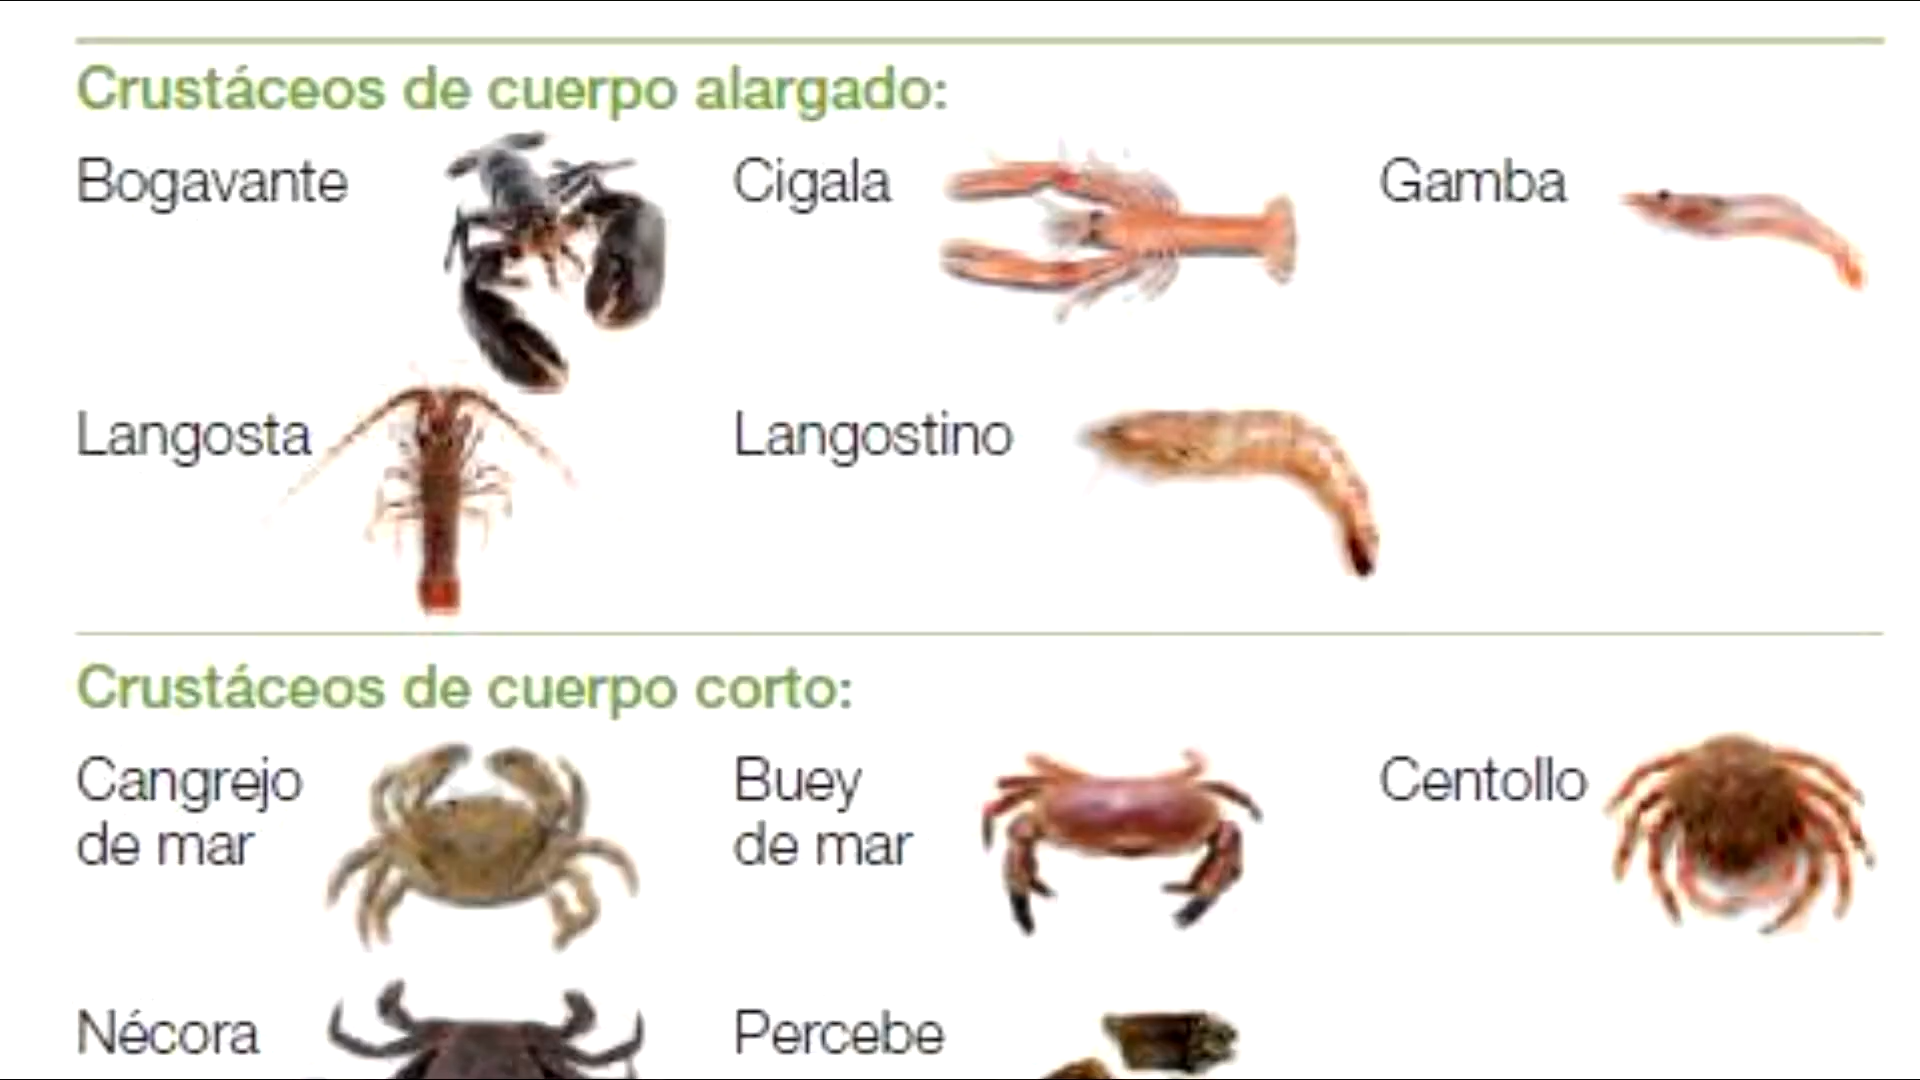 Crustáceos de cuerpo alargado:
Bogavante
Cigala
Gamba
Langosta
Langostino
Crustáceos de cuerpo corto:
Cangrejo
de mar
Buey
de mar
Centollo
Nécora
Percebe